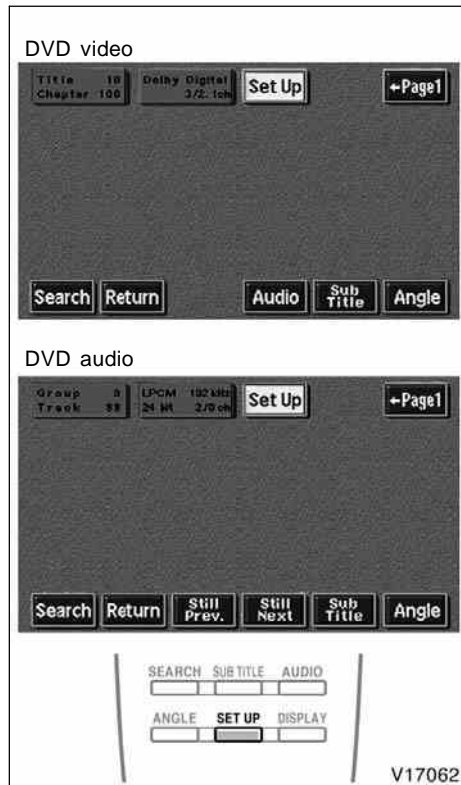 DVD video
Title 10
Chapter 100
Dolby Digital
3/2. 1ch
Set Up
←Page1
Search
Return
Audio
Sub Title
Angle
DVD audio
Group 9
Track 99
LPCM 192 kHz
24 bit 2/0 ch
Set Up
←Page1
Search
Return
Still Prev.
Still Next
Sub Title
Angle
SEARCH SUB TITLE AUDIO
ANGLE SET UP DISPLAY
V17062